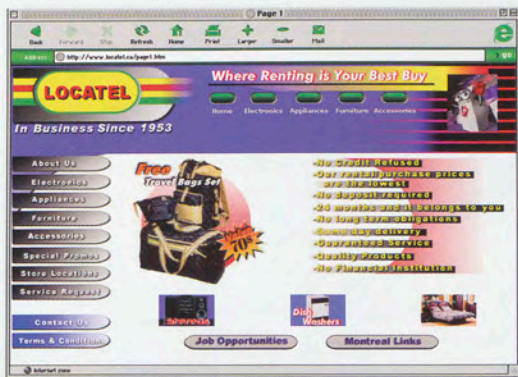 Page 1
Back Forward Stop Refresh Home Print Larger Smaller Mail
Address: http://www.locatel.ca/page1.htm go
LOCATEL
Where Renting is Your Best Buy
Home Electronics Appliances Furniture Accessories
In Business Since 1953
About Us
Electronics
Appliances
Furniture
Accessories
Special Promos
Store Locations
Service Request
Contact Us
Terms & Condition
Free
Travel Bags Set
70$
-No Credit Refused
-Our rental/purchase prices
are the lowest
-No deposit required
-24 months and it belongs to you
-No long term obligations
-Same day delivery
-Guaranteed Service
-Quality Products
-No Financial Institution
Stereos
Dish
Washers
Job Opportunities
Montreal Links
Internet zone